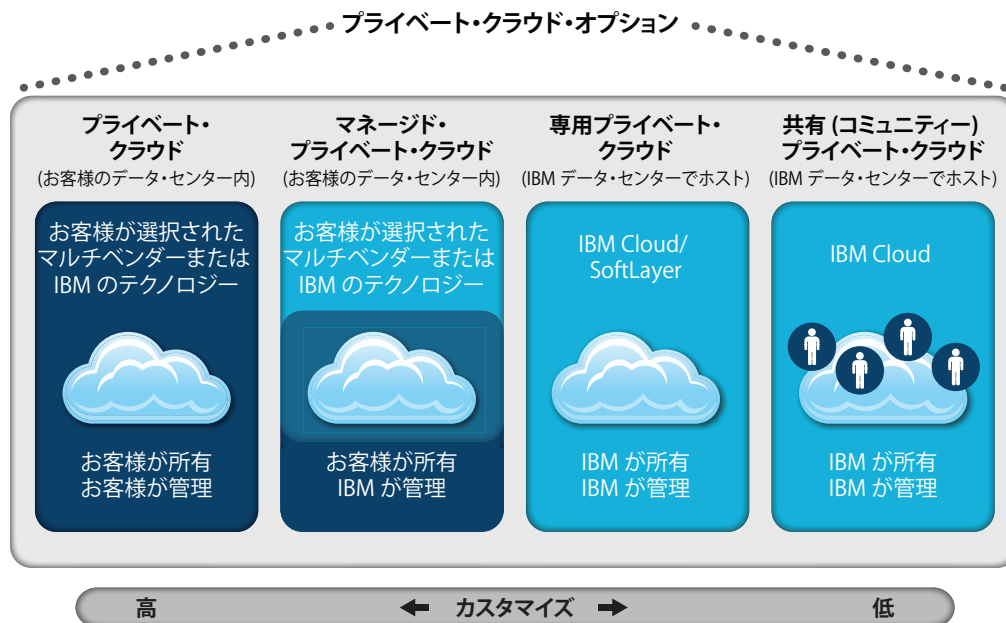 プライベート・クラウド・オプション
プライベート・
クラウド
(お客様のデータ・センター内)
お客様が選択された
マルチベンダーまたは
IBM のテクノロジー
お客様が所有
お客様が管理
マネージド・
プライベート・クラウド
(お客様のデータ・センター内)
お客様が選択された
マルチベンダーまたは
IBM のテクノロジー
お客様が所有
IBM が管理
専用プライベート・
クラウド
(IBM データ・センターでホスト)
IBM Cloud/
SoftLayer
IBM が所有
IBM が管理
共有 (コミュニティー)
プライベート・クラウド
(IBM データ・センターでホスト)
IBM Cloud
IBM が所有
IBM が管理
高 ← カスタマイズ → 低